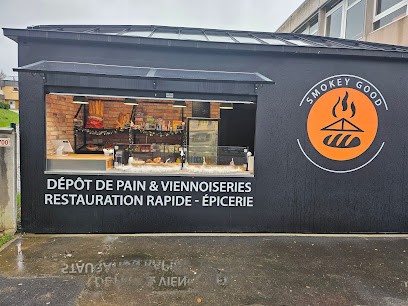 SMOKEY GOOD
DÉPÔT DE PAIN & VIENNOISERIES
RESTAURATION RAPIDE - ÉPICERIE